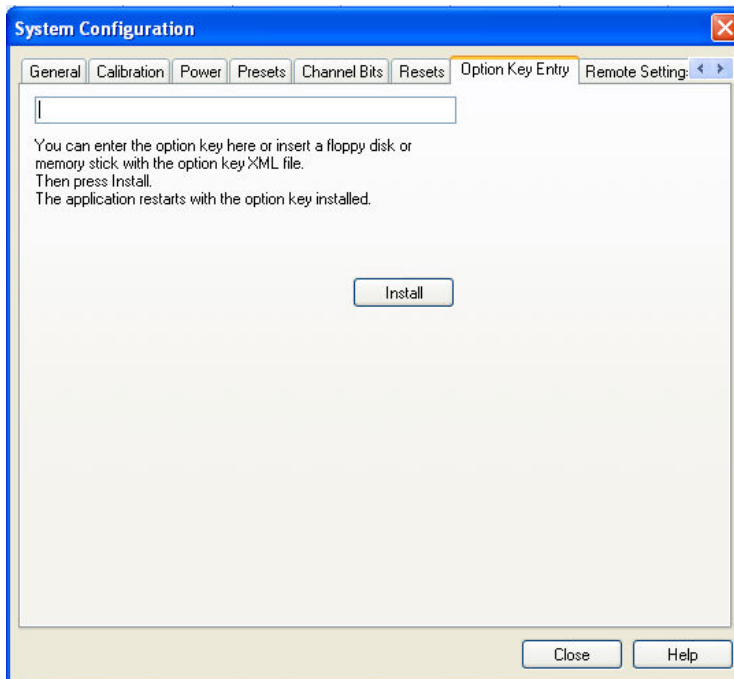 System Configuration
General Calibration Power Presets Channel Bits Resets Option Key Entry Remote Setting
You can enter the option key here or insert a floppy disk or
memory stick with the option key XML file.
Then press Install.
The application restarts with the option key installed.
Install
Close Help